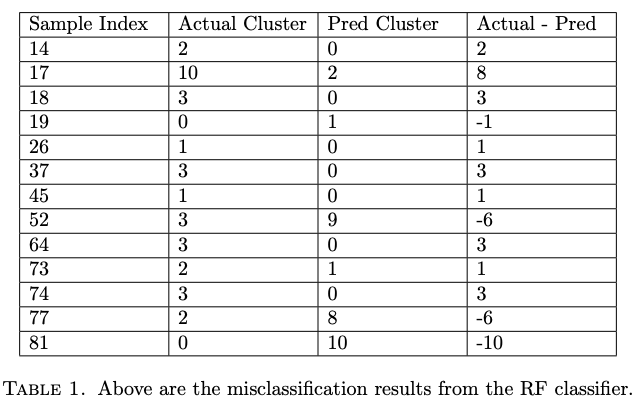 Sample Index Actual Cluster Pred Cluster Actual - Pred
14 2 0 2
17 10 2 8
18 3 0 3
19 0 1 -1
26 1 0 1
37 3 0 3
45 1 0 1
52 3 9 -6
64 3 0 3
73 2 1 1
74 3 0 3
77 2 8 -6
81 0 10 -10
TABLE 1. Above are the misclassification results from the RF classifier.